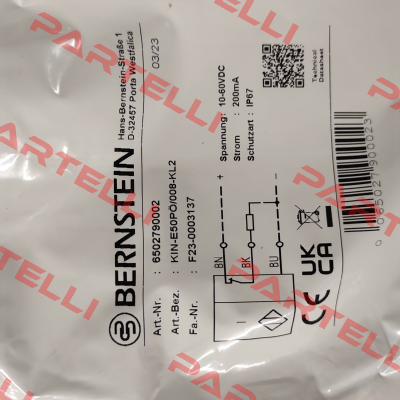 BERNSTEIN
Hans-Bernstein-Straße 1
D-32457 Porta Westfalica
03/23
Art.-Nr. : 6502790002
Art.-Bez. : KIN-E50PO/008-KL2
Fa.-Nr. : F23-0003137
Spannung: 10-60VDC
Strom : 200mA
Schutzart : IP67
Technical
Datasheet
BN +
BK
BU -
I
CE UK
CA
PARTELLI
PARTELLI
PARTELLI
PARTELLI
PARTELLI